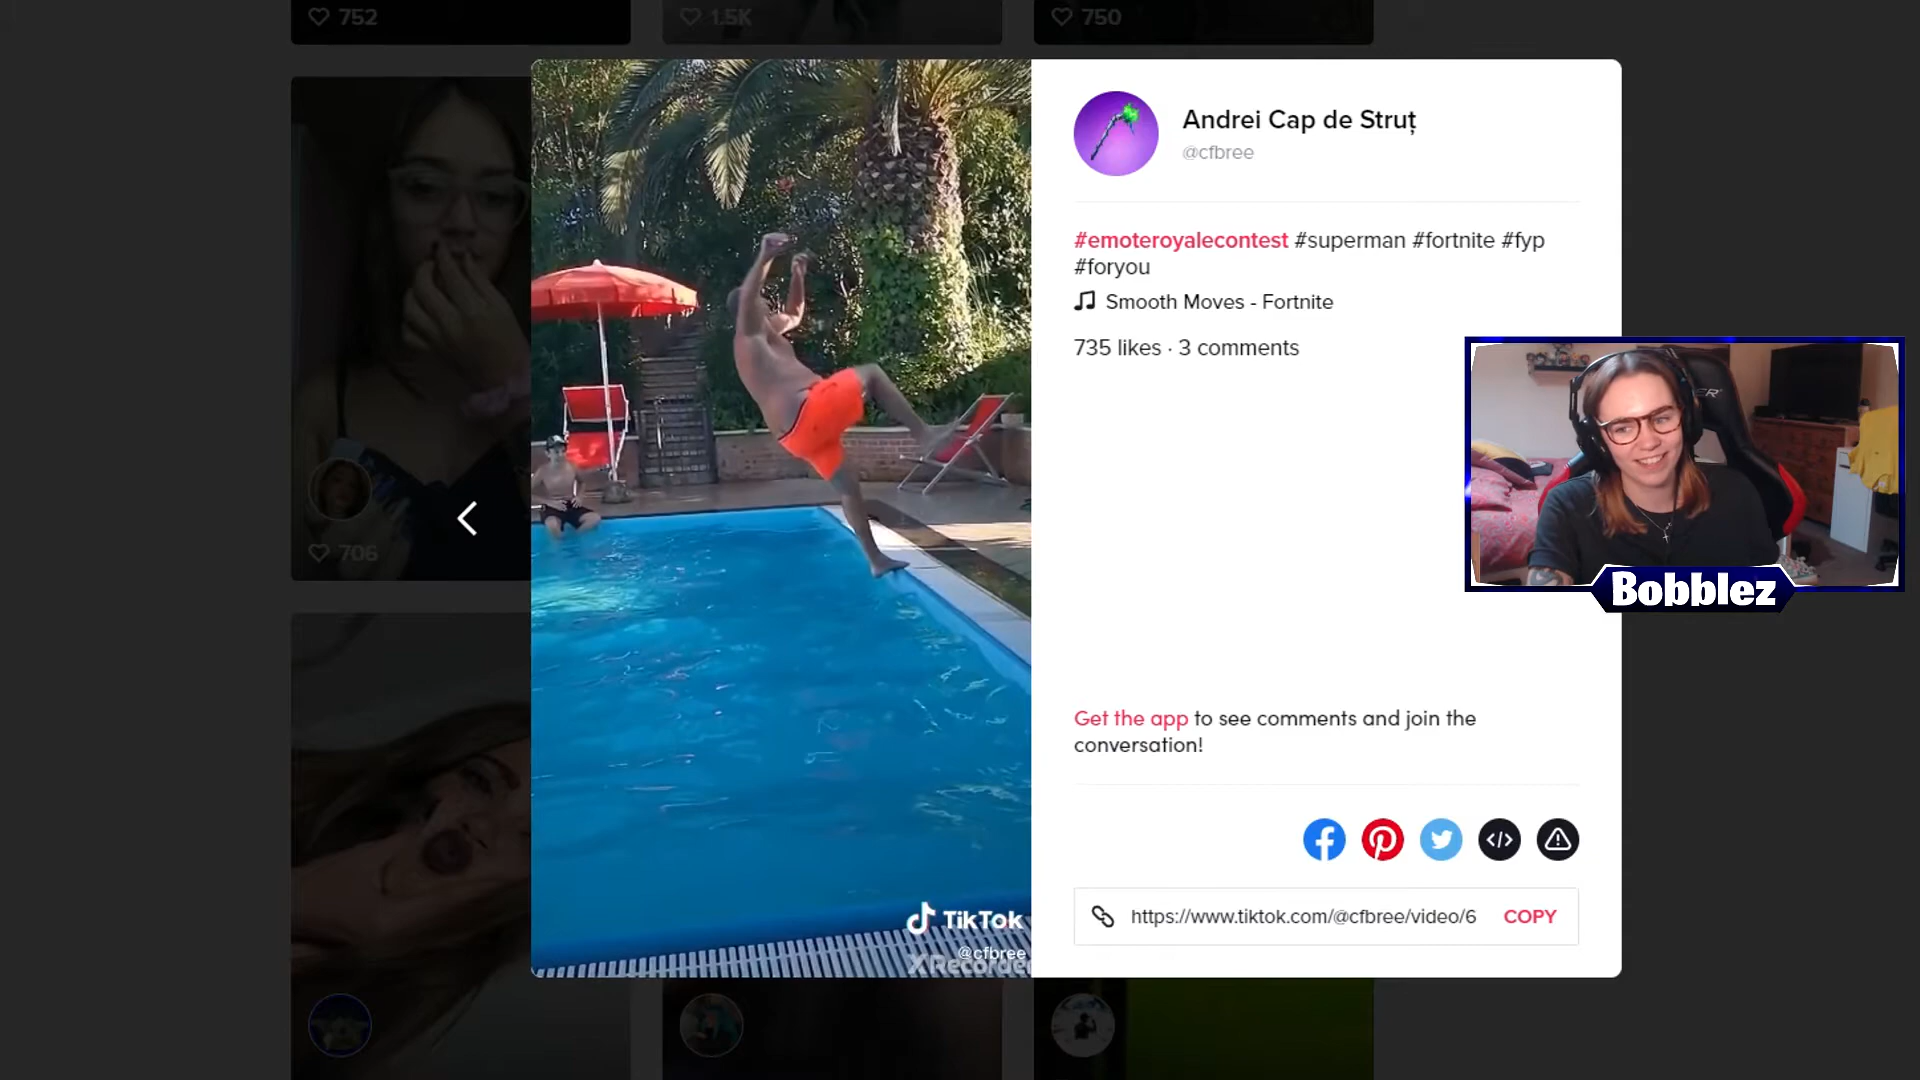 752
1.5K
750
Andrei Cap de Struț
@cfbree
#emoteroyalecontest #superman #fortnite #fyp
#foryou
Smooth Moves - Fortnite
735 likes · 3 comments
Bobblez
706
Get the app to see comments and join the
conversation!
https://www.tiktok.com/@cfbree/video/6 COPY
TikTok
@cfbree
XRecorder